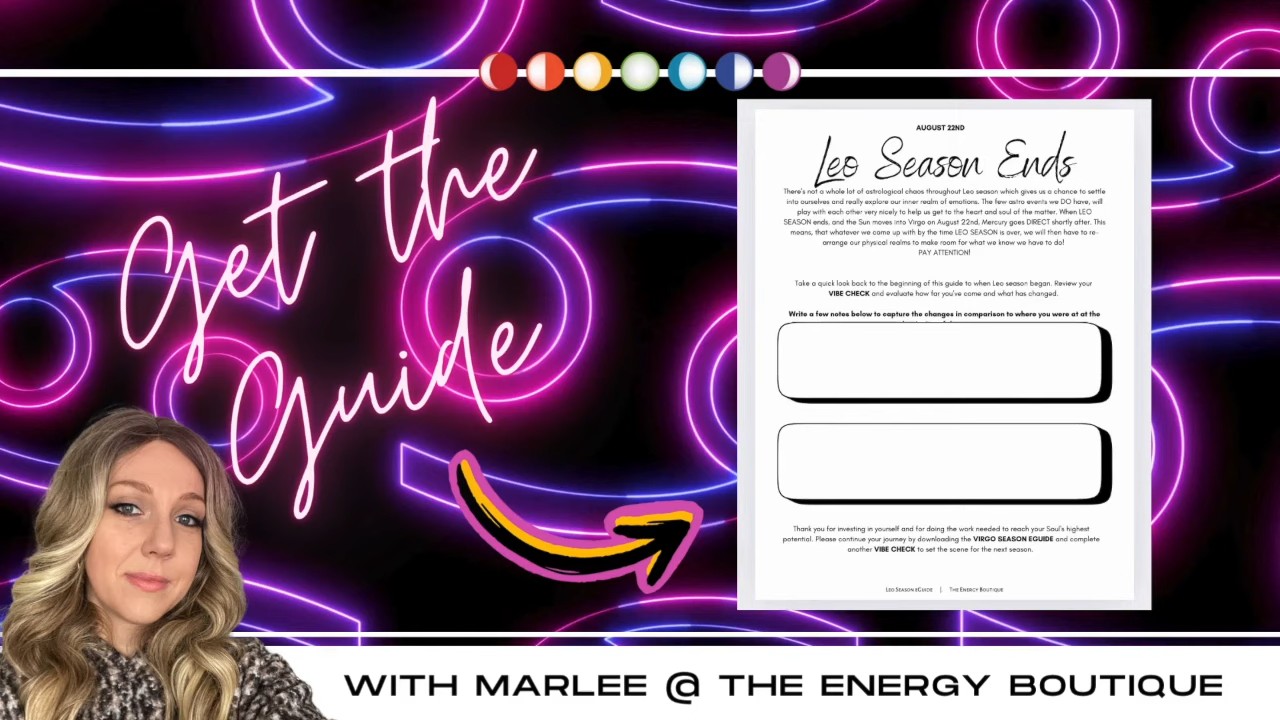 Get the
Guide
AUGUST 22ND
Leo Season Ends
There's not a whole lot of astrological chaos throughout Leo season which gives us a chance to settle
into ourselves and really explore our inner realm of emotions. The few astro events we DO have, will
play with each other very nicely to help us get to the heart and soul of the matter. When LEO
SEASON ends, and the Sun moves into Virgo on August 22nd, Mercury goes DIRECT shortly after. This
means, that whatever we came up with by the time LEO SEASON is over, we will then have to re-
arrange our physical realms to make room for what we know we have to do!
PAY ATTENTION!
Take a quick look back to the beginning of this guide to when Leo season began. Review your
VIBE CHECK and evaluate how far you've come and what has changed.
Write a few notes below to capture the changes in comparison to where you were at at the
Thank you for investing in yourself and for doing the work needed to reach your Soul's highest
potential. Please continue your journey by downloading the VIRGO SEASON EGUIDE and complete
another VIBE CHECK to set the scene for the next season.
LEO SEASON EGUIDE | THE ENERGY BOUTIQUE
WITH MARLEE @ THE ENERGY BOUTIQUE